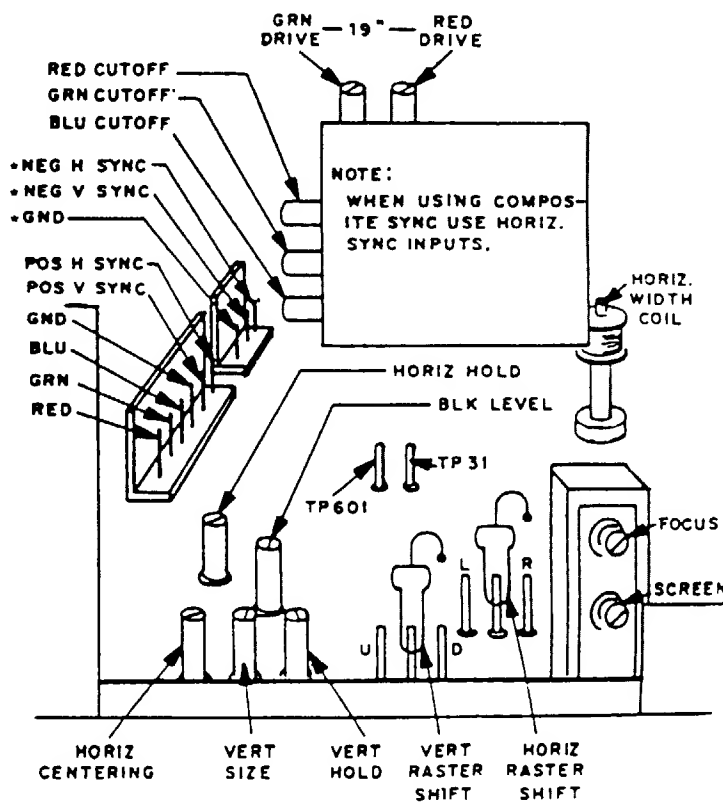 GRN DRIVE — 19" — RED DRIVE
RED CUTOFF
GRN CUTOFF
BLU CUTOFF
*NEG H SYNC
*NEG V SYNC
*GND
POS H SYNC
POS V SYNC
GND
BLU
GRN
RED
NOTE:
WHEN USING COMPOS-
ITE SYNC USE HORIZ.
SYNC INPUTS.
HORIZ.
WIDTH
COIL
HORIZ HOLD
BLK LEVEL
TP601
TP31
FOCUS
SCREEN
L
R
U
D
HORIZ
CENTERING
VERT
SIZE
VERT
HOLD
VERT
RASTER
SHIFT
HORIZ
RASTER
SHIFT